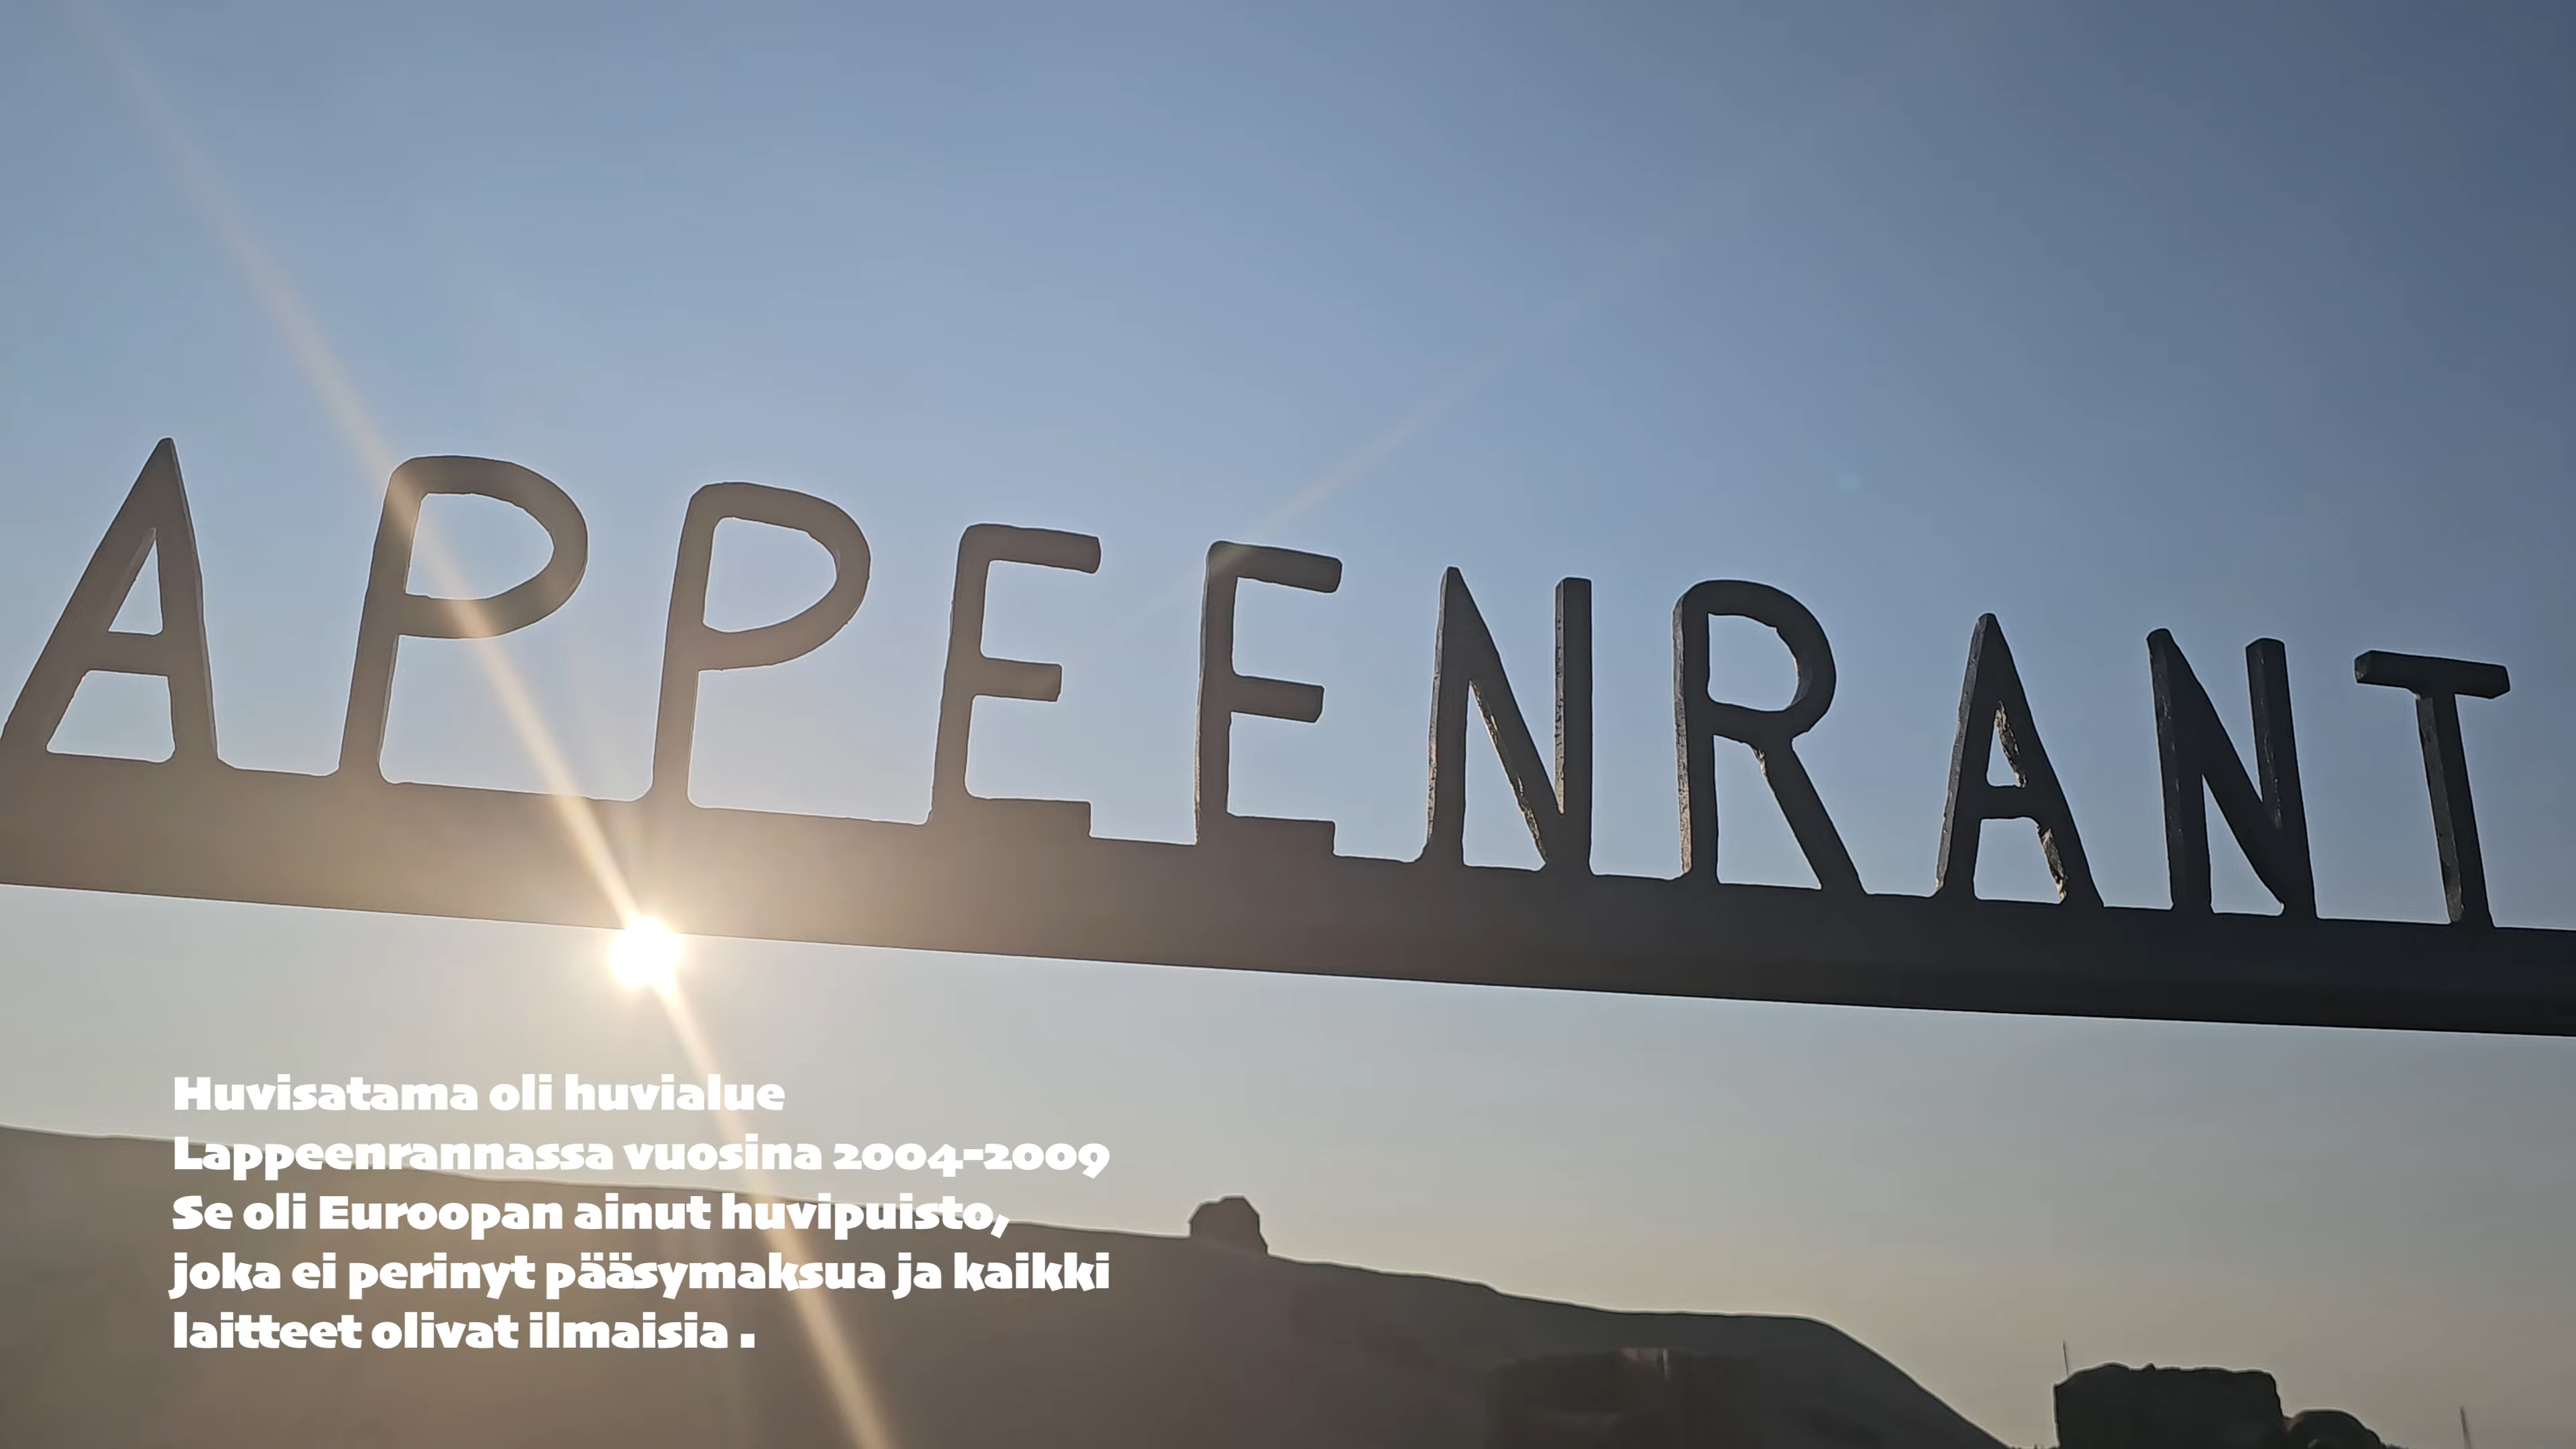 APPEENRANT
Huvisatama oli huvialue
Lappeenrannassa vuosina 2004-2009
Se oli Euroopan ainut huvipuisto,
joka ei perinyt pääsymaksua ja kaikki
laitteet olivat ilmaisia .